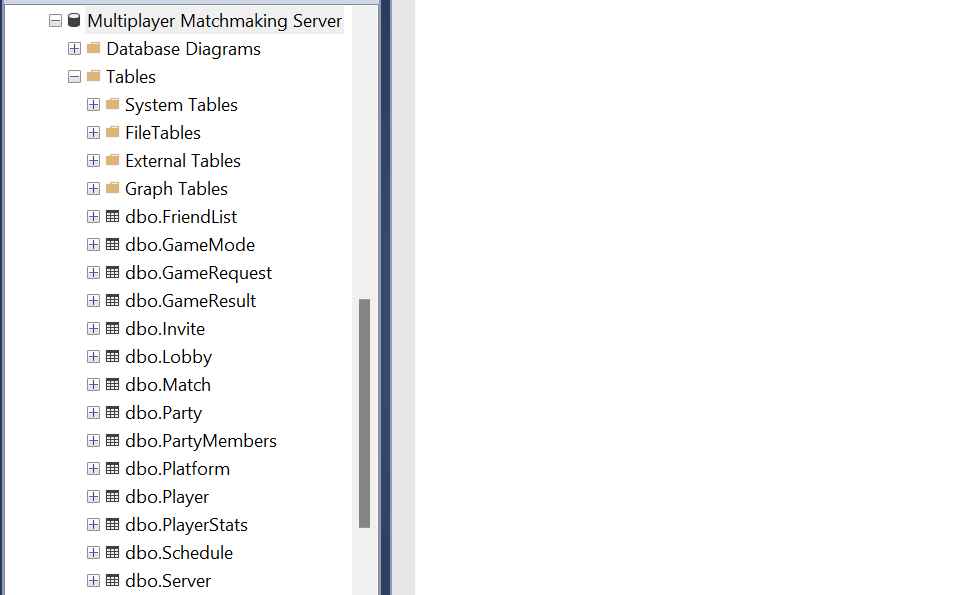 Multiplayer Matchmaking Server
Database Diagrams
Tables
System Tables
FileTables
External Tables
Graph Tables
dbo.FriendList
dbo.GameMode
dbo.GameRequest
dbo.GameResult
dbo.Invite
dbo.Lobby
dbo.Match
dbo.Party
dbo.PartyMembers
dbo.Platform
dbo.Player
dbo.PlayerStats
dbo.Schedule
dbo.Server